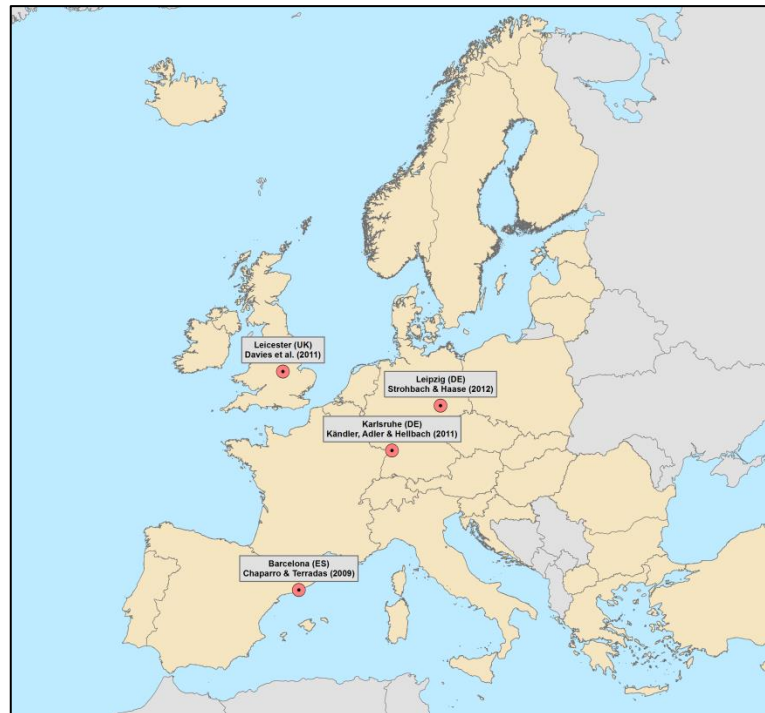 Leicester (UK)
Davies et al. (2011)
Leipzig (DE)
Strohbach & Haase (2012)
Karlsruhe (DE)
Kändler, Adler & Hellbach (2011)
Barcelona (ES)
Chaparro & Terradas (2009)